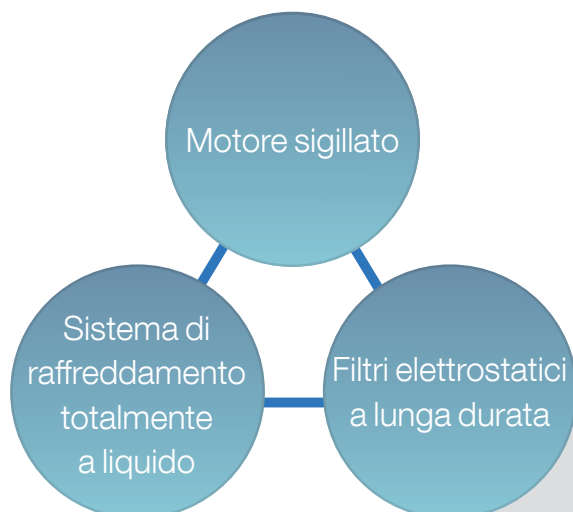 Motore sigillato
Sistema di
raffreddamento
totalmente
a liquido
Filtri elettrostatici
a lunga durata